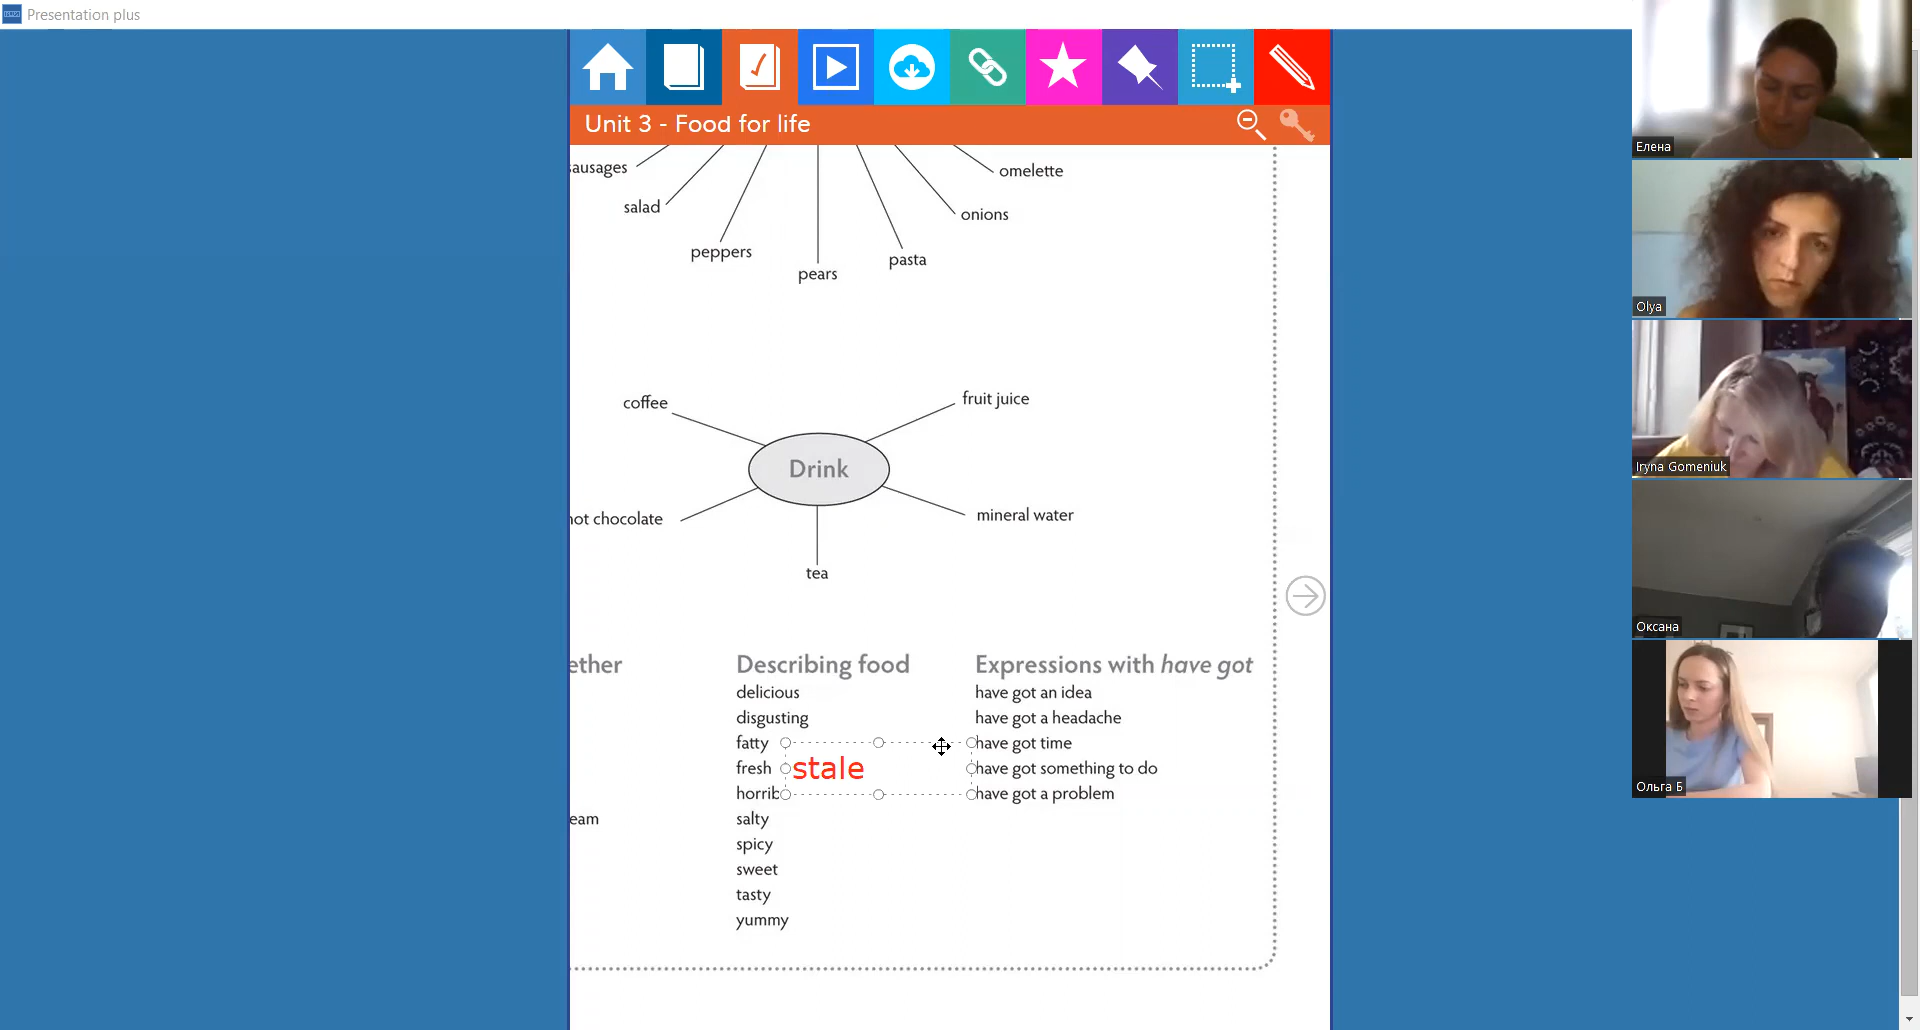 Presentation plus
Unit 3 - Food for life
sausages
omelette
salad
onions
peppers
pasta
pears
coffee
fruit juice
Drink
hot chocolate
mineral water
tea
ether
eam
Describing food
delicious
disgusting
fatty
fresh stale
horrib
salty
spicy
sweet
tasty
yummy
Expressions with have got
have got an idea
have got a headache
have got time
have got something to do
have got a problem
Елена
Olya
Iryna Gomeniuk
Оксана
Ольга Б